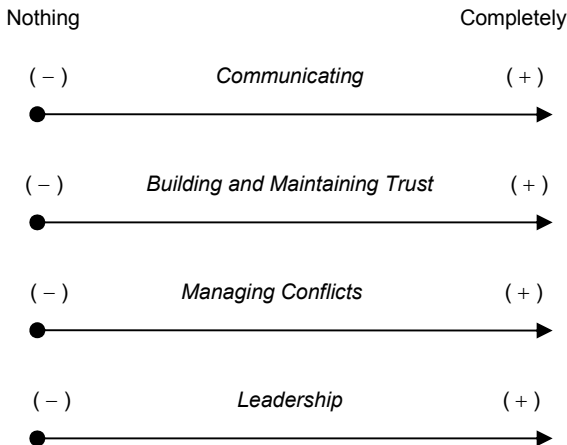 Nothing Completely
( − ) Communicating ( + )
( − ) Building and Maintaining Trust ( + )
( − ) Managing Conflicts ( + )
( − ) Leadership ( + )